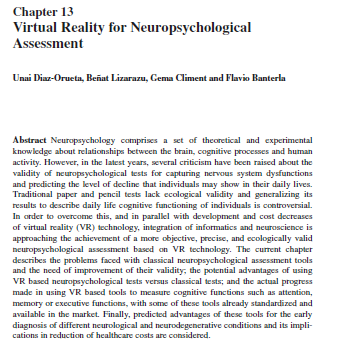 Chapter 13
Virtual Reality for Neuropsychological
Assessment
Unai Diaz-Orueta, Beñat Lizarazu, Gema Climent and Flavio Banterla
Abstract Neuropsychology comprises a set of theoretical and experimental
knowledge about relationships between the brain, cognitive processes and human
activity. However, in the latest years, several criticism have been raised about the
validity of neuropsychological tests for capturing nervous system dysfunctions
and predicting the level of decline that individuals may show in their daily lives.
Traditional paper and pencil tests lack ecological validity and generalizing its
results to describe daily life cognitive functioning of individuals is controversial.
In order to overcome this, and in parallel with development and cost decreases
of virtual reality (VR) technology, integration of informatics and neuroscience is
approaching the achievement of a more objective, precise, and ecologically valid
neuropsychological assessment based on VR technology. The current chapter
describes the problems faced with classical neuropsychological assessment tools
and the need of improvement of their validity; the potential advantages of using
VR based neuropsychological tests versus classical tests; and the actual progress
made in using VR based tools to measure cognitive functions such as attention,
memory or executive functions, with some of these tools already standardized and
available in the market. Finally, predicted advantages of these tools for the early
diagnosis of different neurological and neurodegenerative conditions and its impli-
cations in reduction of healthcare costs are considered.